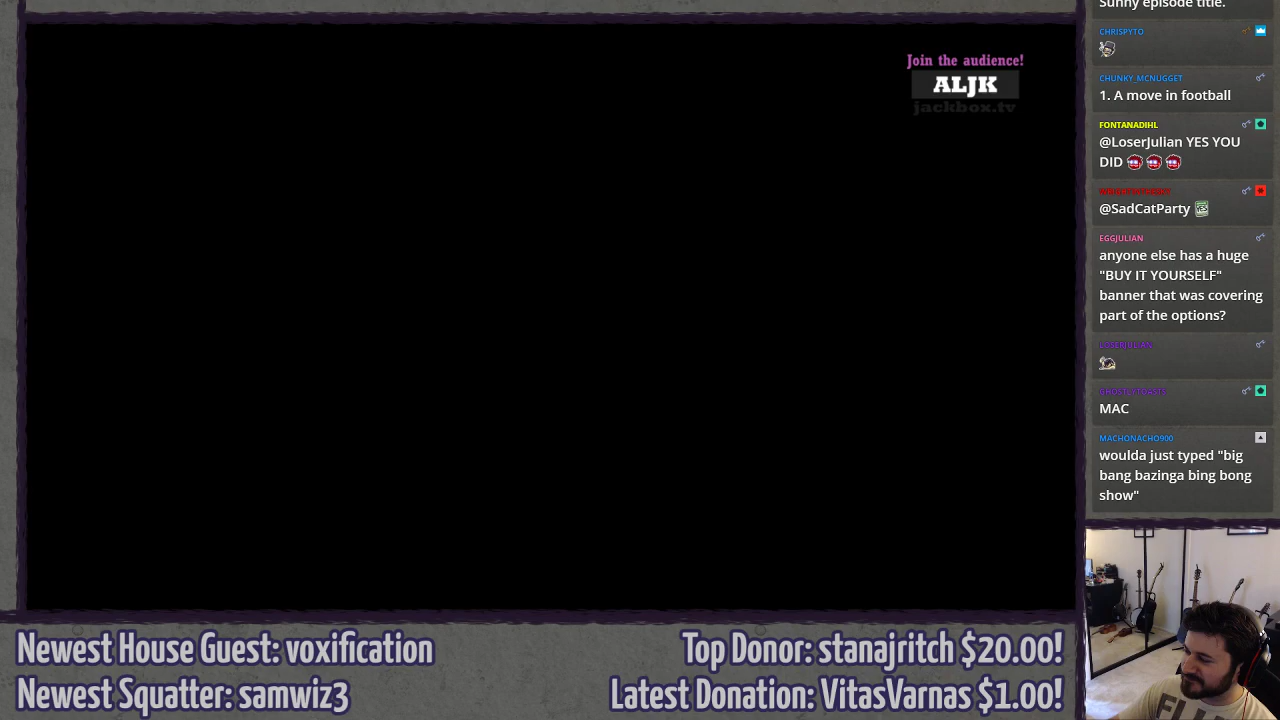 Join the audience!
ALJK
jackbox.tv
Sunny episode title.
CHRISPYTO
CHUNKY_MCNUGGET
1. A move in football
FONTANADIHL
@LoserJulian YES YOU
DID
@SadCatParty
EGGJULIAN
anyone else has a huge
"BUY IT YOURSELF"
banner that was covering
part of the options?
LOSERJULIAN
MAC
MACHONACHO900
woulda just typed "big
bang bazinga bing bong
show"
Newest House Guest: voxification
Newest Squatter: samwiz3
Top Donor: stanajritch $20.00!
Latest Donation: VitasVarnas $1.00!